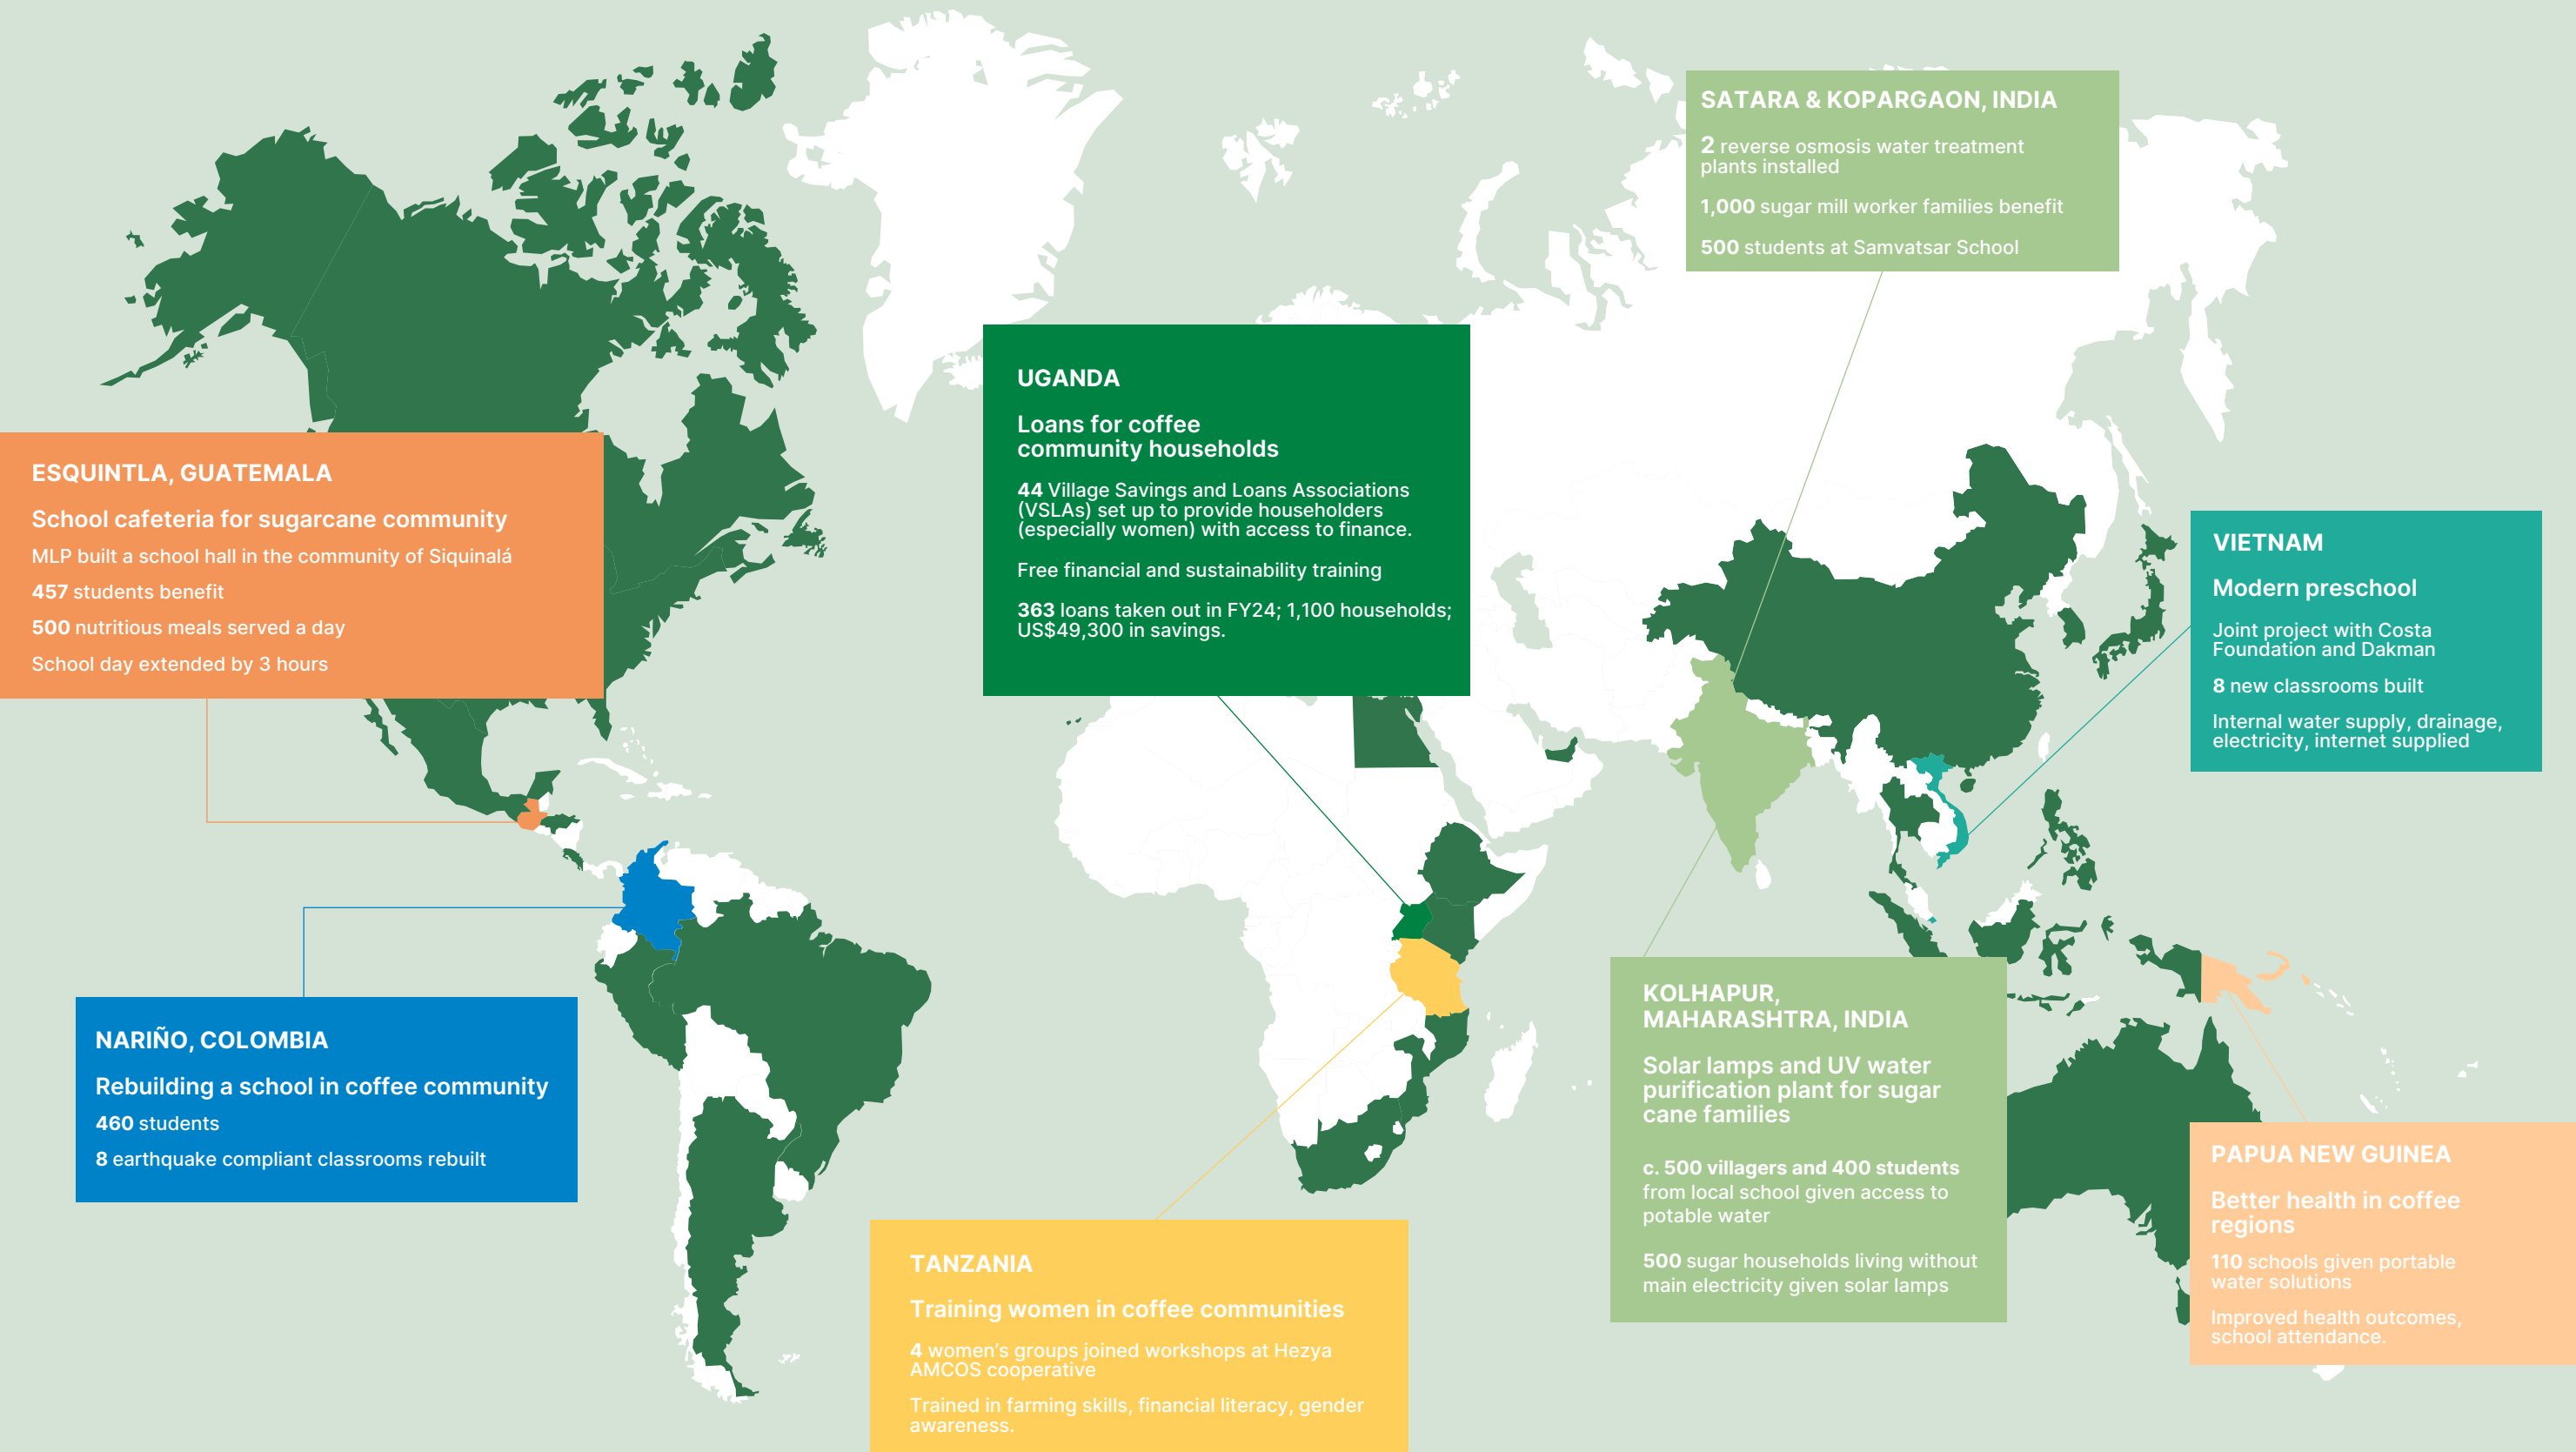 SATARA & KOPARGAON, INDIA
2 reverse osmosis water treatment
plants installed
1,000 sugar mill worker families benefit
500 students at Samvatsar School
UGANDA
Loans for coffee
community households
44 Village Savings and Loans Associations
(VSLAs) set up to provide householders
(especially women) with access to finance.
Free financial and sustainability training
363 loans taken out in FY24; 1,100 households;
US$49,300 in savings.
ESQUINTLA, GUATEMALA
School cafeteria for sugarcane community
MLP built a school hall in the community of Siquinalá
457 students benefit
500 nutritious meals served a day
School day extended by 3 hours
VIETNAM
Modern preschool
Joint project with Costa
Foundation and Dakman
8 new classrooms built
Internal water supply, drainage,
electricity, internet supplied
NARIÑO, COLOMBIA
Rebuilding a school in coffee community
460 students
8 earthquake compliant classrooms rebuilt
KOLHAPUR,
MAHARASHTRA, INDIA
Solar lamps and UV water
purification plant for sugar
cane families
c. 500 villagers and 400 students
from local school given access to
potable water
500 sugar households living without
main electricity given solar lamps
PAPUA NEW GUINEA
Better health in coffee
regions
110 schools given portable
water solutions
Improved health outcomes,
school attendance.
TANZANIA
Training women in coffee communities
4 women's groups joined workshops at Hezya
AMCOS cooperative
Trained in farming skills, financial literacy, gender
awareness.